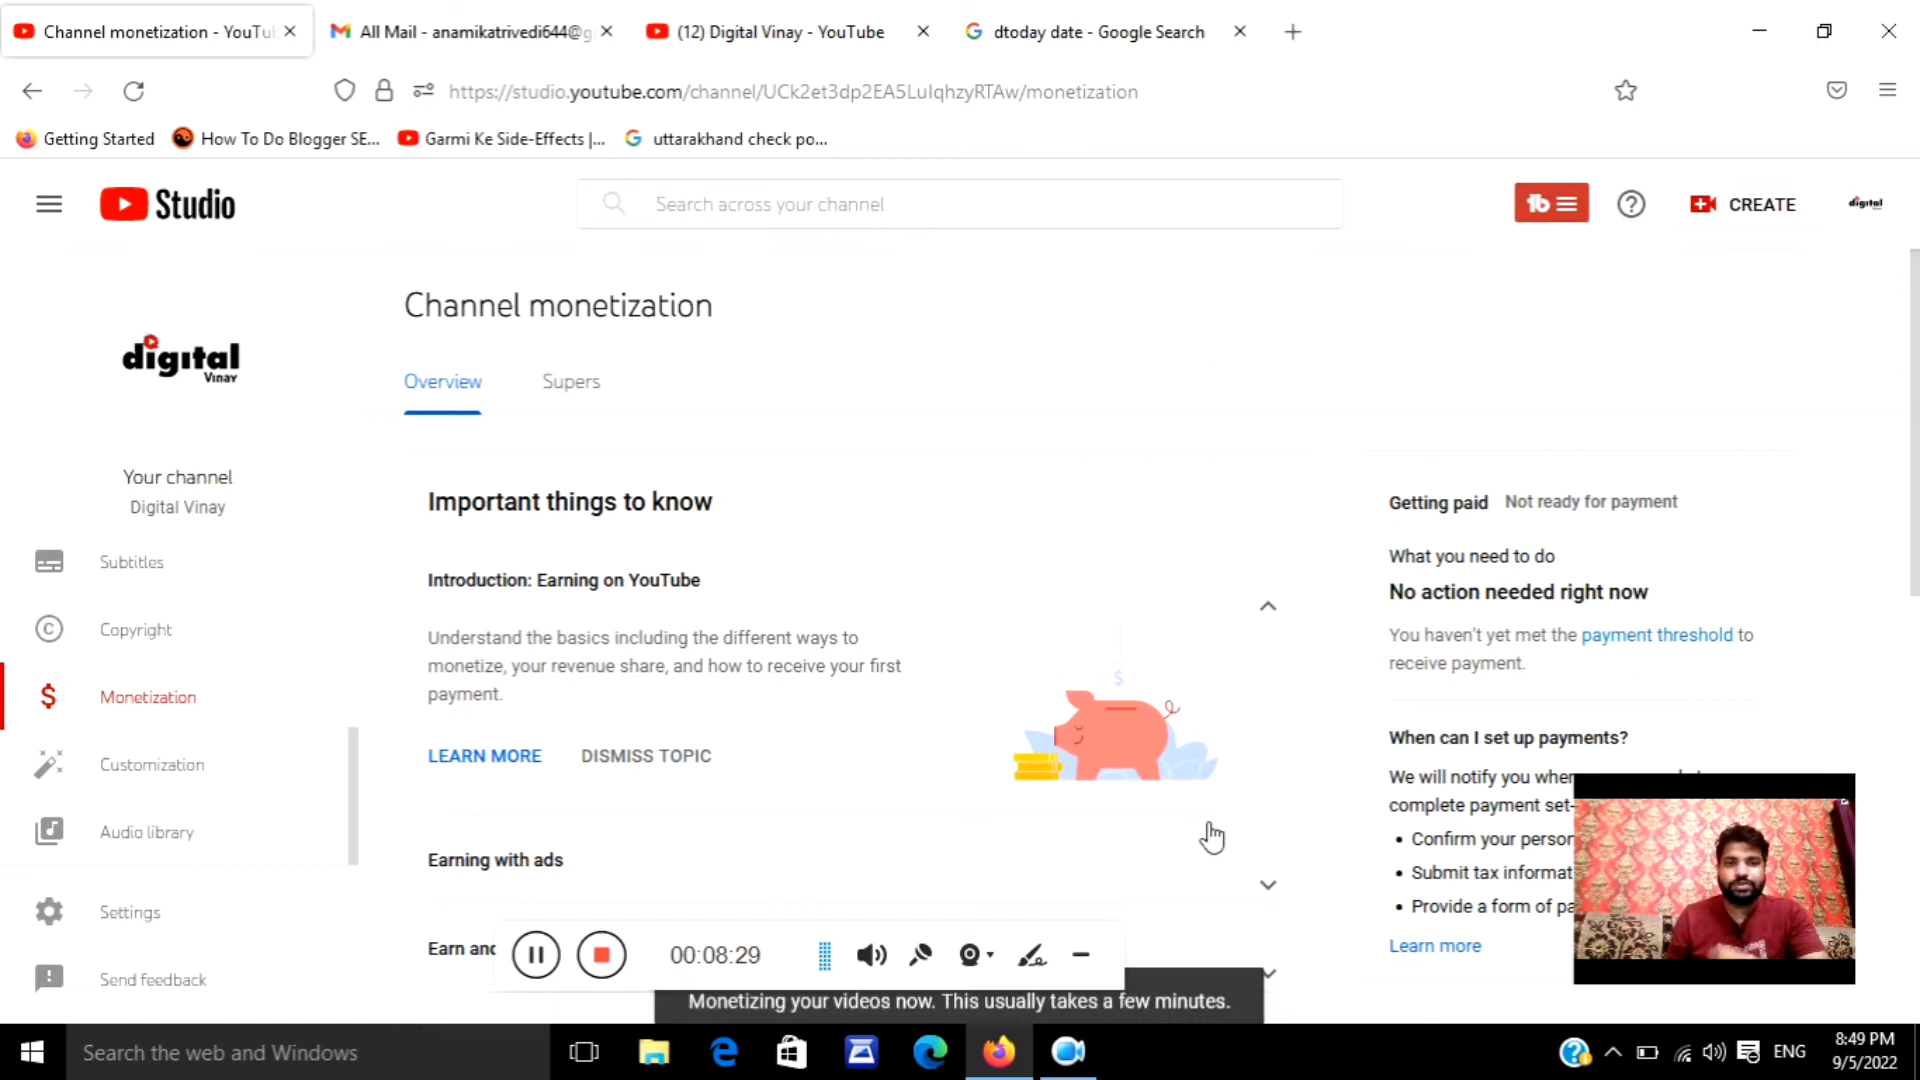 Channel monetization - YouTu
All Mail - anamikatrivedi644@g
(12) Digital Vinay - YouTube
dtoday date - Google Search
https://studio.youtube.com/channel/UCk2et3dp2EA5LuIqhzyRTAw/monetization
Getting Started
How To Do Blogger SE...
Garmi Ke Side-Effects |...
uttarakhand check po...
Studio
Search across your channel
CREATE
digital
Channel monetization
digital
Vinay
Overview
Supers
Your channel
Digital Vinay
Subtitles
Copyright
Monetization
Customization
Audio library
Settings
Send feedback
Important things to know
Introduction: Earning on YouTube
Understand the basics including the different ways to
monetize, your revenue share, and how to receive your first
payment.
LEARN MORE
DISMISS TOPIC
Earning with ads
Earn and
Getting paid
Not ready for payment
What you need to do
No action needed right now
You haven't yet met the payment threshold to
receive payment.
When can I set up payments?
We will notify you when
complete payment set-
• Confirm your person
• Submit tax informat
• Provide a form of pa
Learn more
00:08:29
Monetizing your videos now. This usually takes a few minutes.
Search the web and Windows
ENG
8:49 PM
9/5/2022